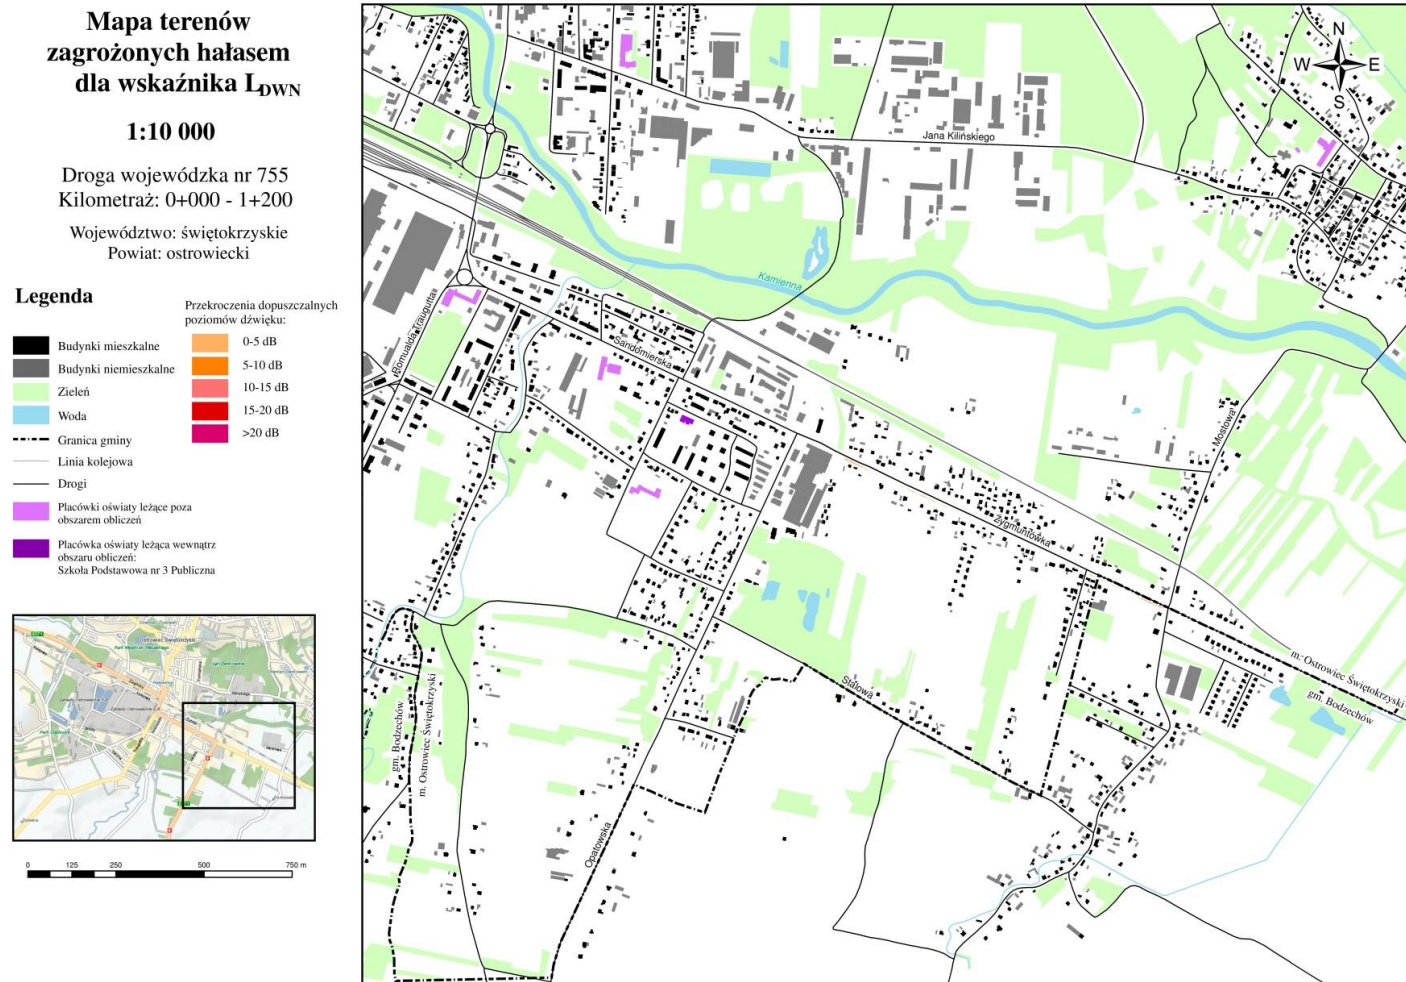 Mapa terenów
zagrożonych hałasem
dla wskaźnika LDWN
1:10 000
Droga wojewódzka nr 755
Kilometraż: 0+000 - 1+200
Województwo: świętokrzyskie
Powiat: ostrowiecki
Legenda
Budynki mieszkalne
Budynki niemieszkalne
Zieleń
Woda
Granica gminy
Linia kolejowa
Drogi
Placówki oświaty leżące poza
obszarem obliczeń
Placówka oświaty leżąca wewnątrz
obszaru obliczeń:
Szkoła Podstawowa nr 3 Publiczna
Przekroczenia dopuszczalnych
poziomów dźwięku:
0-5 dB
5-10 dB
10-15 dB
15-20 dB
>20 dB
Ostrowiec Świętokrzyski
0 125 250 500 750 m
N
W E
S
Jana Kilińskiego
Kamienna
Romualda Traugutta
Sandomierska
Mostowa
Zygmuntówka
Stalowa
Opatowska
m. Ostrowiec Świętokrzyski
gm. Bodzechów
gm. Bodzechów
m. Ostrowiec Świętokrzyski